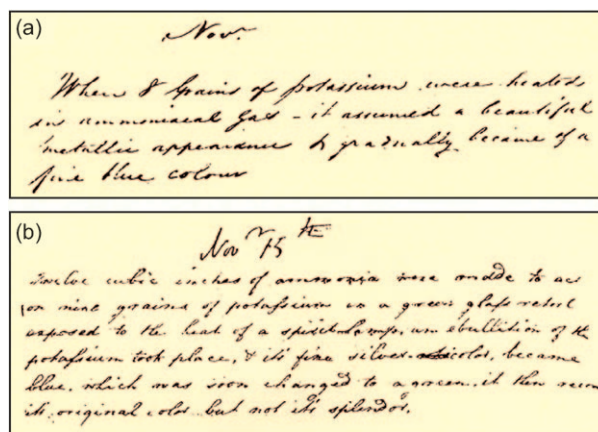 (a)
Nov.r
When 8 Grains of potassium were heated
in ammoniacal gas – it assumed a beautiful
metallic appearance & gradually became of a
fine blue colour
(b)
Nov.r 15th
Twelve cubic inches of ammonia were made to act
on nine grains of potassium in a green glass retort
exposed to the heat of a spirit lamp, an ebullition of the
potassium took place, & its fine silver color, became
blue, which was soon changed to a green, it then
its original color but not its splendor.